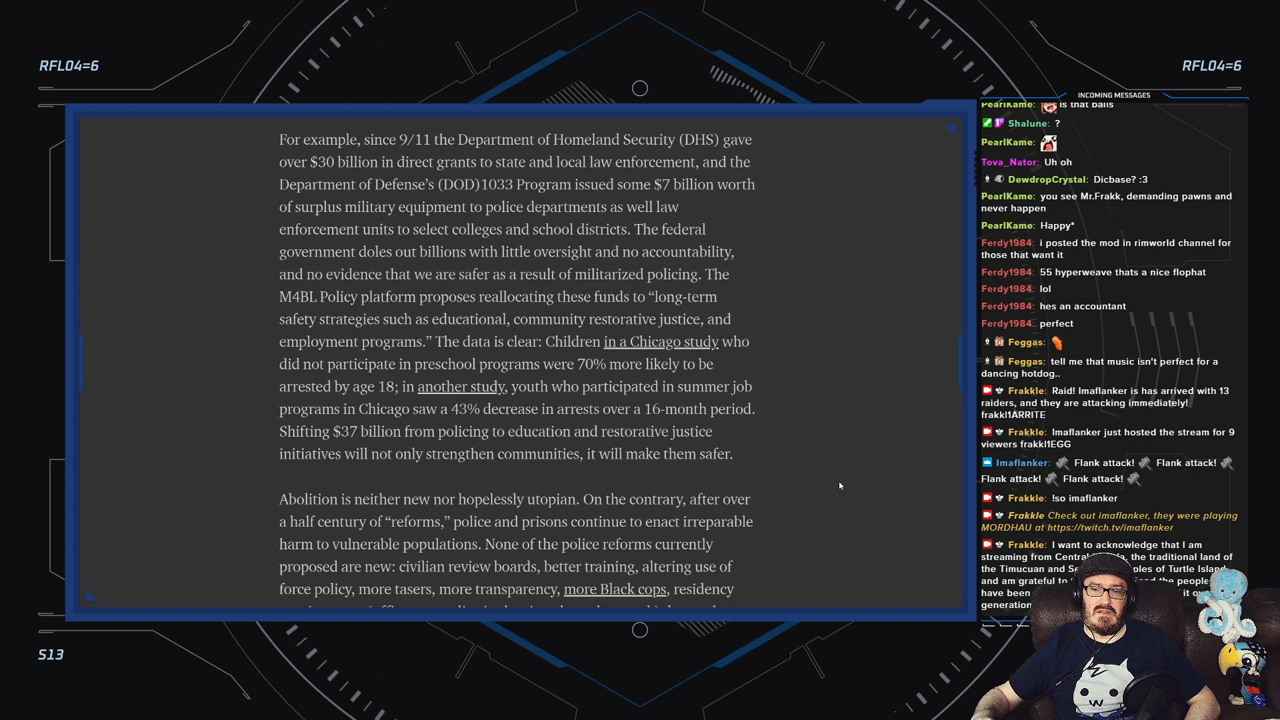 RFL04=6
RFL04=6
For example, since 9/11 the Department of Homeland Security (DHS) gave
over $30 billion in direct grants to state and local law enforcement, and the
Department of Defense's (DOD)1033 Program issued some $7 billion worth
of surplus military equipment to police departments as well law
enforcement units to select colleges and school districts. The federal
government doles out billions with little oversight and no accountability,
and no evidence that we are safer as a result of militarized policing. The
M4BL Policy platform proposes reallocating these funds to “long-term
safety strategies such as educational, community restorative justice, and
employment programs.” The data is clear: Children in a Chicago study who
did not participate in preschool programs were 70% more likely to be
arrested by age 18; in another study, youth who participated in summer job
programs in Chicago saw a 43% decrease in arrests over a 16-month period.
Shifting $37 billion from policing to education and restorative justice
initiatives will not only strengthen communities, it will make them safer.
Abolition is neither new nor hopelessly utopian. On the contrary, after over
a half century of “reforms,” police and prisons continue to enact irreparable
harm to vulnerable populations. None of the police reforms currently
proposed are new: civilian review boards, better training, altering use of
force policy, more tasers, more transparency, more Black cops, residency
INCOMING MESSAGES
PearlKame: is that balls
Shalune: ?
PearlKame:
Tova_Nator: Uh oh
DewdropCrystal: Dicbase? :3
PearlKame: you see Mr.Frakk, demanding pawns and
never happen
PearlKame: Happy*
Ferdy1984: i posted the mod in rimworld channel for
those that want it
Ferdy1984: 55 hyperweave thats a nice flophat
Ferdy1984: lol
Ferdy1984: hes an accountant
Ferdy1984: perfect
Feggas:
Feggas: tell me that music isn't perfect for a
dancing hotdog..
Frakkle: Raid! Imaflanker is has arrived with 13
raiders, and they are attacking immediately!
frakkl1ARRITE
Frakkle: Imaflanker just hosted the stream for 9
viewers frakkl1EGG
Imaflanker: Flank attack! Flank attack!
Flank attack! Flank attack!
Frakkle: !so imaflanker
Frakkle Check out imaflanker, they were playing
MORDHAU at https://twitch.tv/imaflanker
Frakkle: I want to acknowledge that I am
streaming from Central the traditional land of
the Timucuan and of Turtle Island
and am grateful to the people
have been it
generation
S13